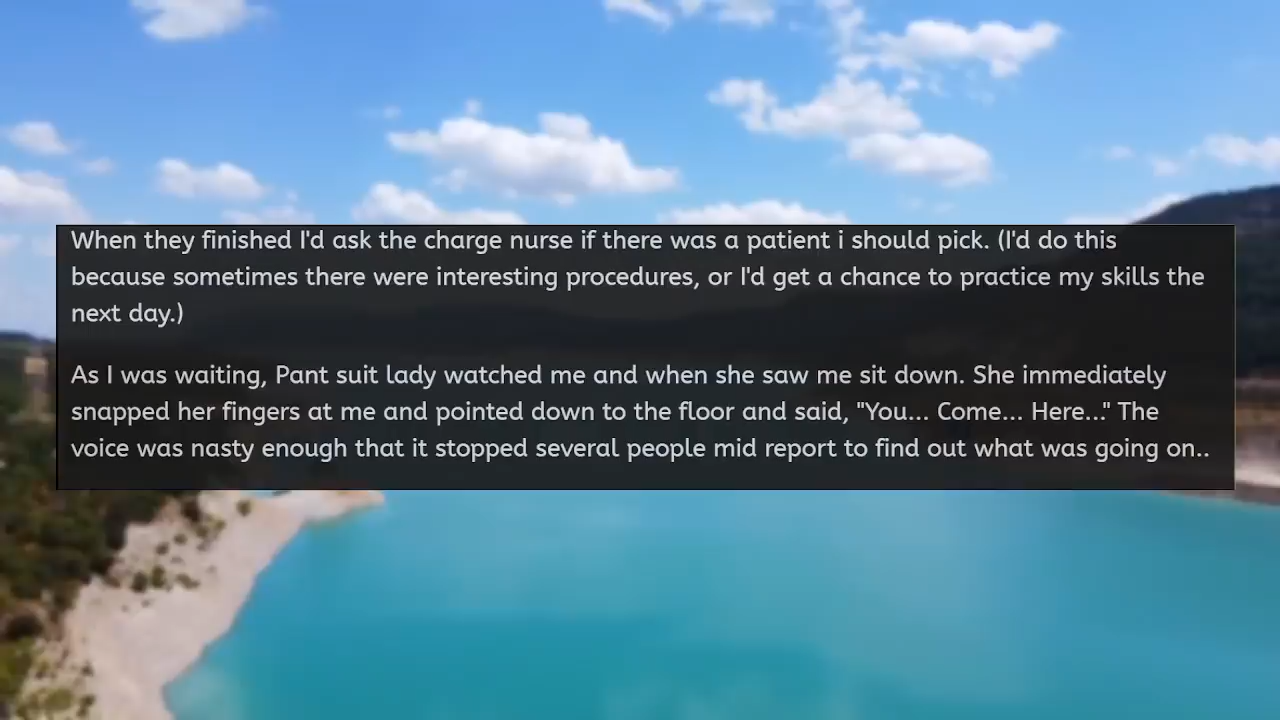 When they finished I'd ask the charge nurse if there was a patient i should pick. (I'd do this
because sometimes there were interesting procedures, or I'd get a chance to practice my skills the
next day.)
As I was waiting, Pant suit lady watched me and when she saw me sit down. She immediately
snapped her fingers at me and pointed down to the floor and said, "You... Come... Here..." The
voice was nasty enough that it stopped several people mid report to find out what was going on..